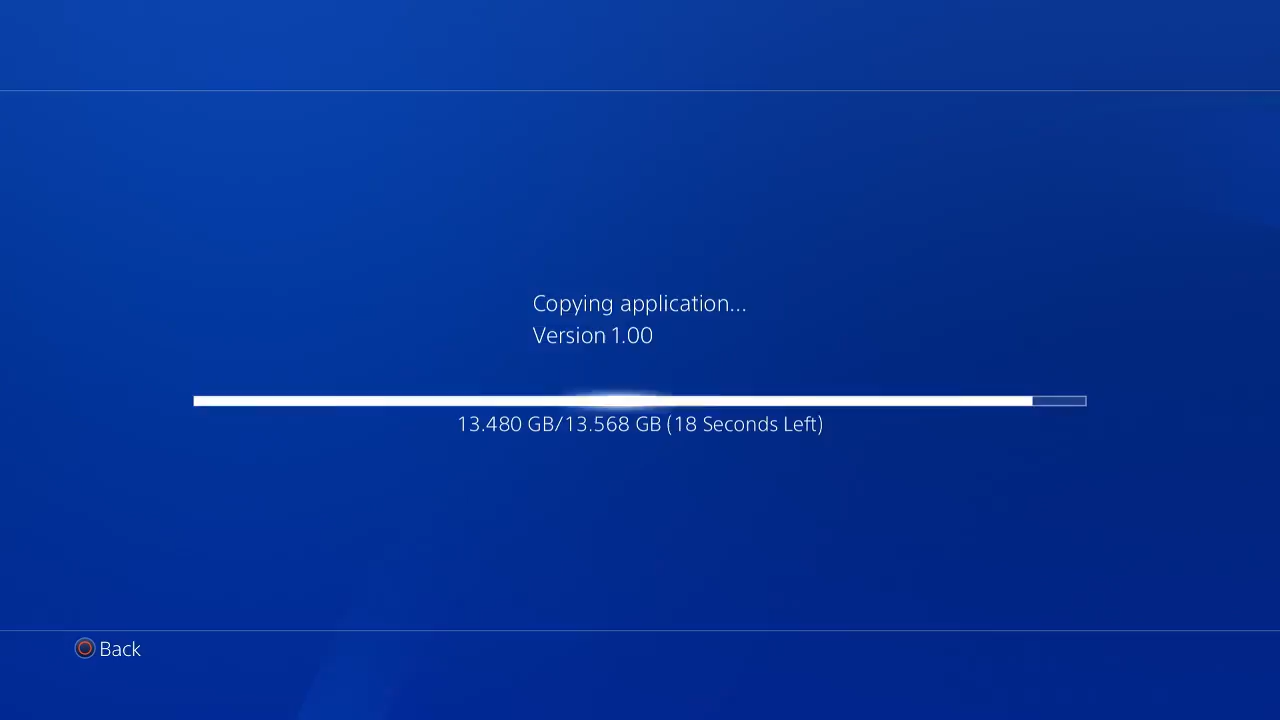 Copying application...
Version 1.00
13.480 GB/13.568 GB (18 Seconds Left)
Back